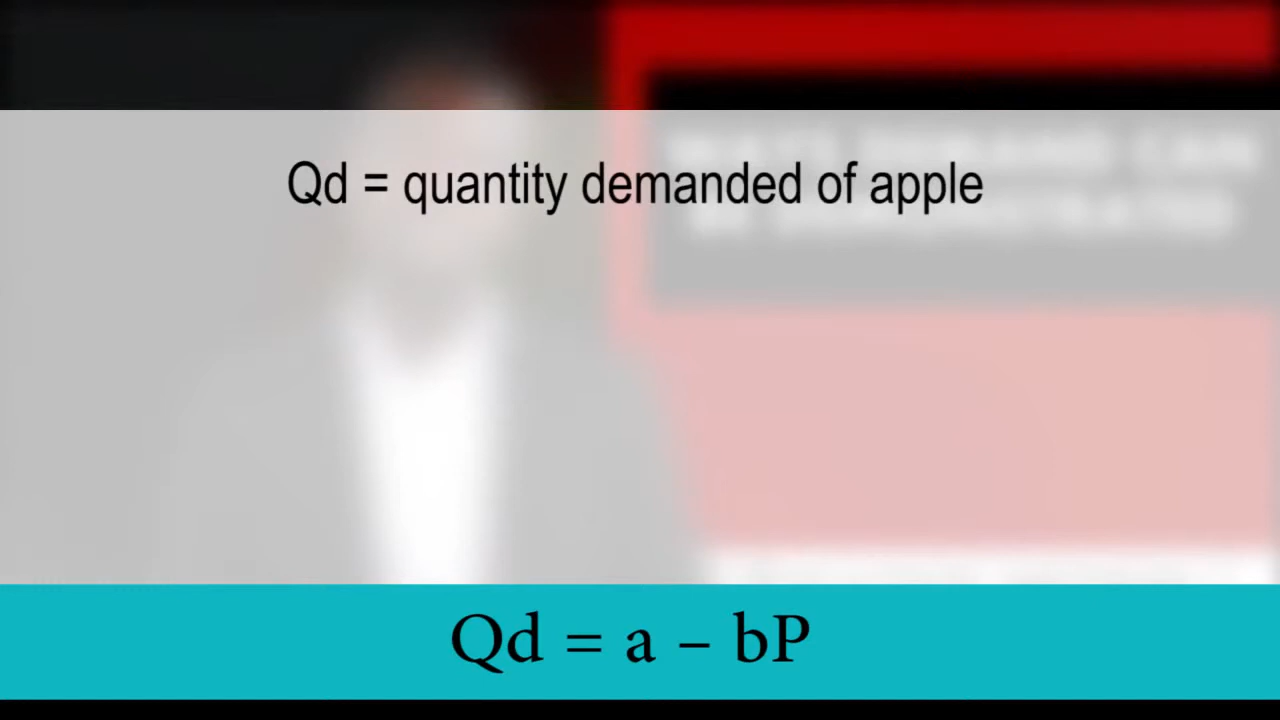 Qd = quantity demanded of apple
Qd = a – bP